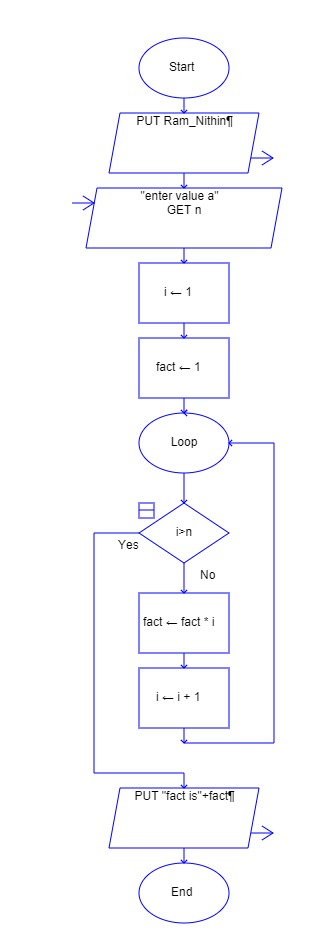 Start
PUT Ram_Nithin¶
"enter value a"
GET n
i ← 1
fact ← 1
Loop
i>n
Yes
No
fact ← fact * i
i ← i + 1
PUT "fact is"+fact¶
End